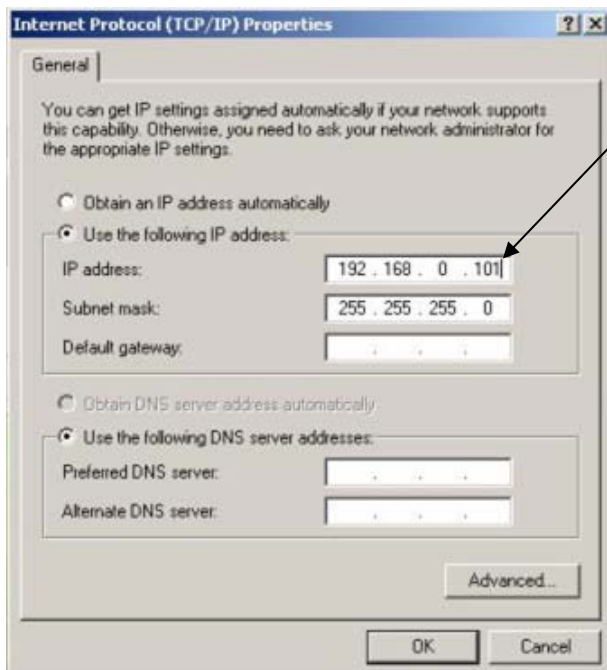 Internet Protocol (TCP/IP) Properties
General
You can get IP settings assigned automatically if your network supports
this capability. Otherwise, you need to ask your network administrator for
the appropriate IP settings.
Obtain an IP address automatically
Use the following IP address:
IP address: 192 . 168 . 0 . 101
Subnet mask: 255 . 255 . 255 . 0
Default gateway: . . .
Obtain DNS server address automatically
Use the following DNS server addresses:
Preferred DNS server: . . .
Alternate DNS server: . . .
Advanced...
OK Cancel